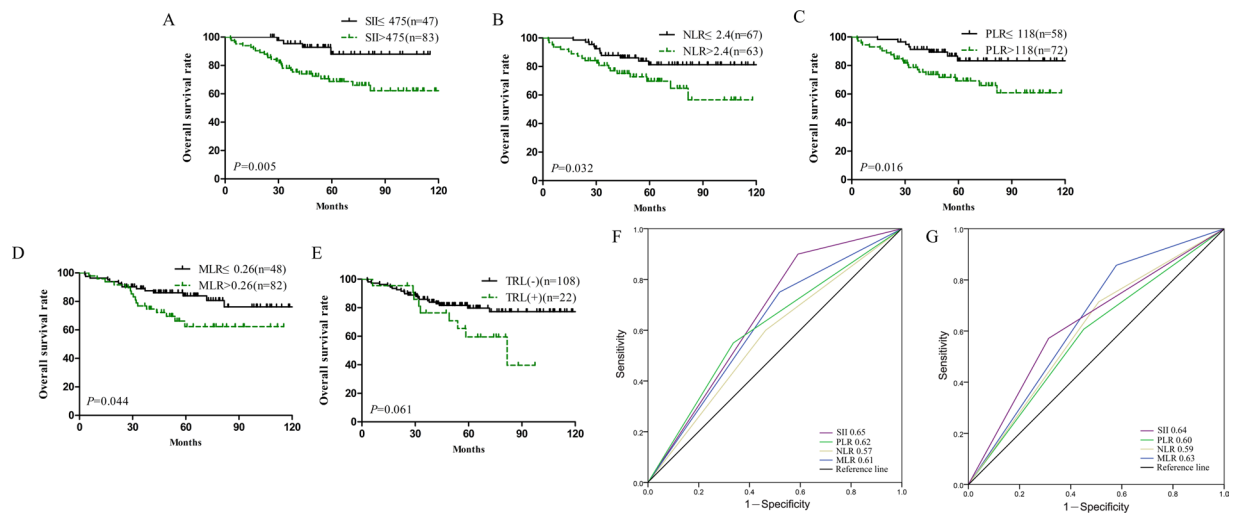 A
SII≤ 475(n=47)
SII>475(n=83)
Overall survival rate
100
80
60
40
20
0
P=0.005
0 30 60 90 120
Months
B
NLR≤ 2.4(n=67)
NLR>2.4(n=63)
Overall survival rate
100
80
60
40
20
0
P=0.032
0 30 60 90 120
Months
C
PLR≤ 118(n=58)
PLR>118(n=72)
Overall survival rate
100
80
60
40
20
0
P=0.016
0 30 60 90 120
Months
D
MLR≤ 0.26(n=48)
MLR>0.26(n=82)
Overall survival rate
100
80
60
40
20
0
P=0.044
0 30 60 90 120
Months
E
TRL(-)(n=108)
TRL(+)(n=22)
Overall survival rate
100
80
60
40
20
0
P=0.061
0 30 60 90 120
Months
F
Sensitivity
1.0
0.8
0.6
0.4
0.2
0.0
SII 0.65
PLR 0.62
NLR 0.57
MLR 0.61
Reference line
0.0 0.2 0.4 0.6 0.8 1.0
1－Specificity
G
Sensitivity
1.0
0.8
0.6
0.4
0.2
0.0
SII 0.64
PLR 0.60
NLR 0.59
MLR 0.63
Reference line
0.0 0.2 0.4 0.6 0.8 1.0
1－Specificity